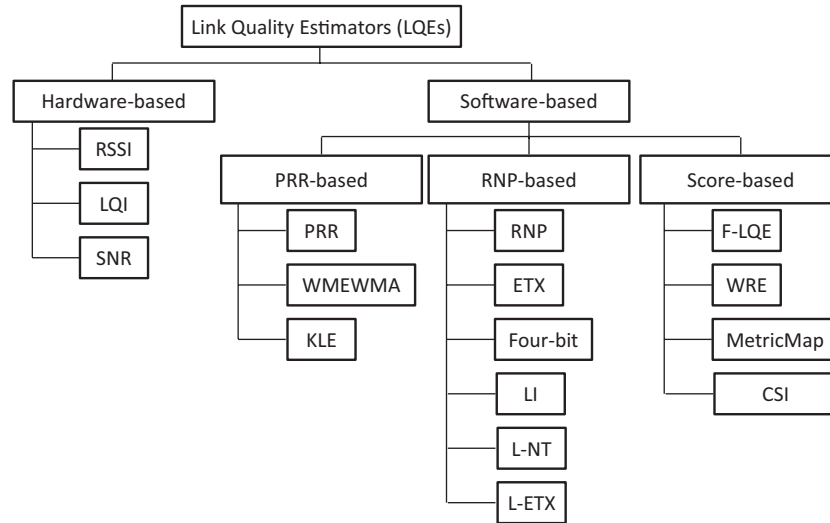 Link Quality Estimators (LQEs)
Hardware-based
Software-based
RSSI
LQI
SNR
PRR-based
RNP-based
Score-based
PRR
WMEWMA
KLE
RNP
ETX
Four-bit
LI
L-NT
L-ETX
F-LQE
WRE
MetricMap
CSI